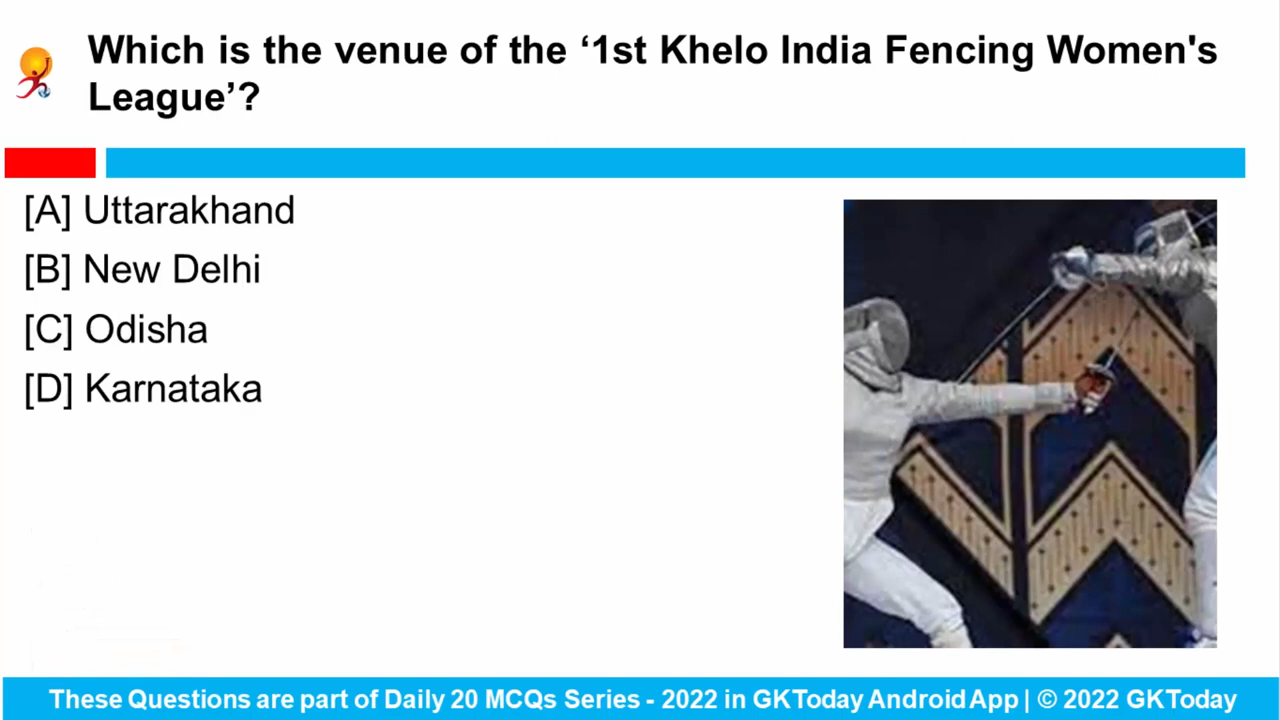 Which is the venue of the ‘1st Khelo India Fencing Women's
League’?
[A] Uttarakhand
[B] New Delhi
[C] Odisha
[D] Karnataka
These Questions are part of Daily 20 MCQs Series - 2022 in GKToday Android App | © 2022 GKToday